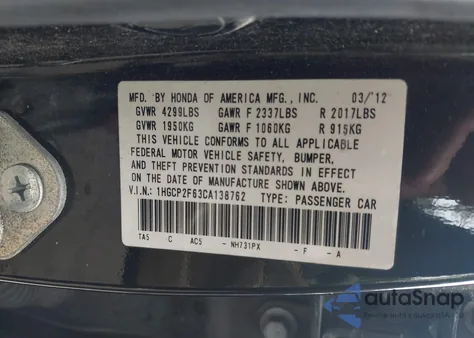 MFD. BY HONDA OF AMERICA MFG., INC. 03/12
GVWR 4299LBS GAWR F 2337LBS R 2017LBS
GVWR 1950KG GAWR F 1060KG R 915KG
THIS VEHICLE CONFORMS TO ALL APPLICABLE
FEDERAL MOTOR VEHICLE SAFETY, BUMPER,
AND THEFT PREVENTION STANDARDS IN EFFECT
ON THE DATE OF MANUFACTURE SHOWN ABOVE.
V.I.N.: 1HGCP2F63CA138762 TYPE: PASSENGER CAR
TA5 C AC5 - NH731PX - F - A
autoSnap